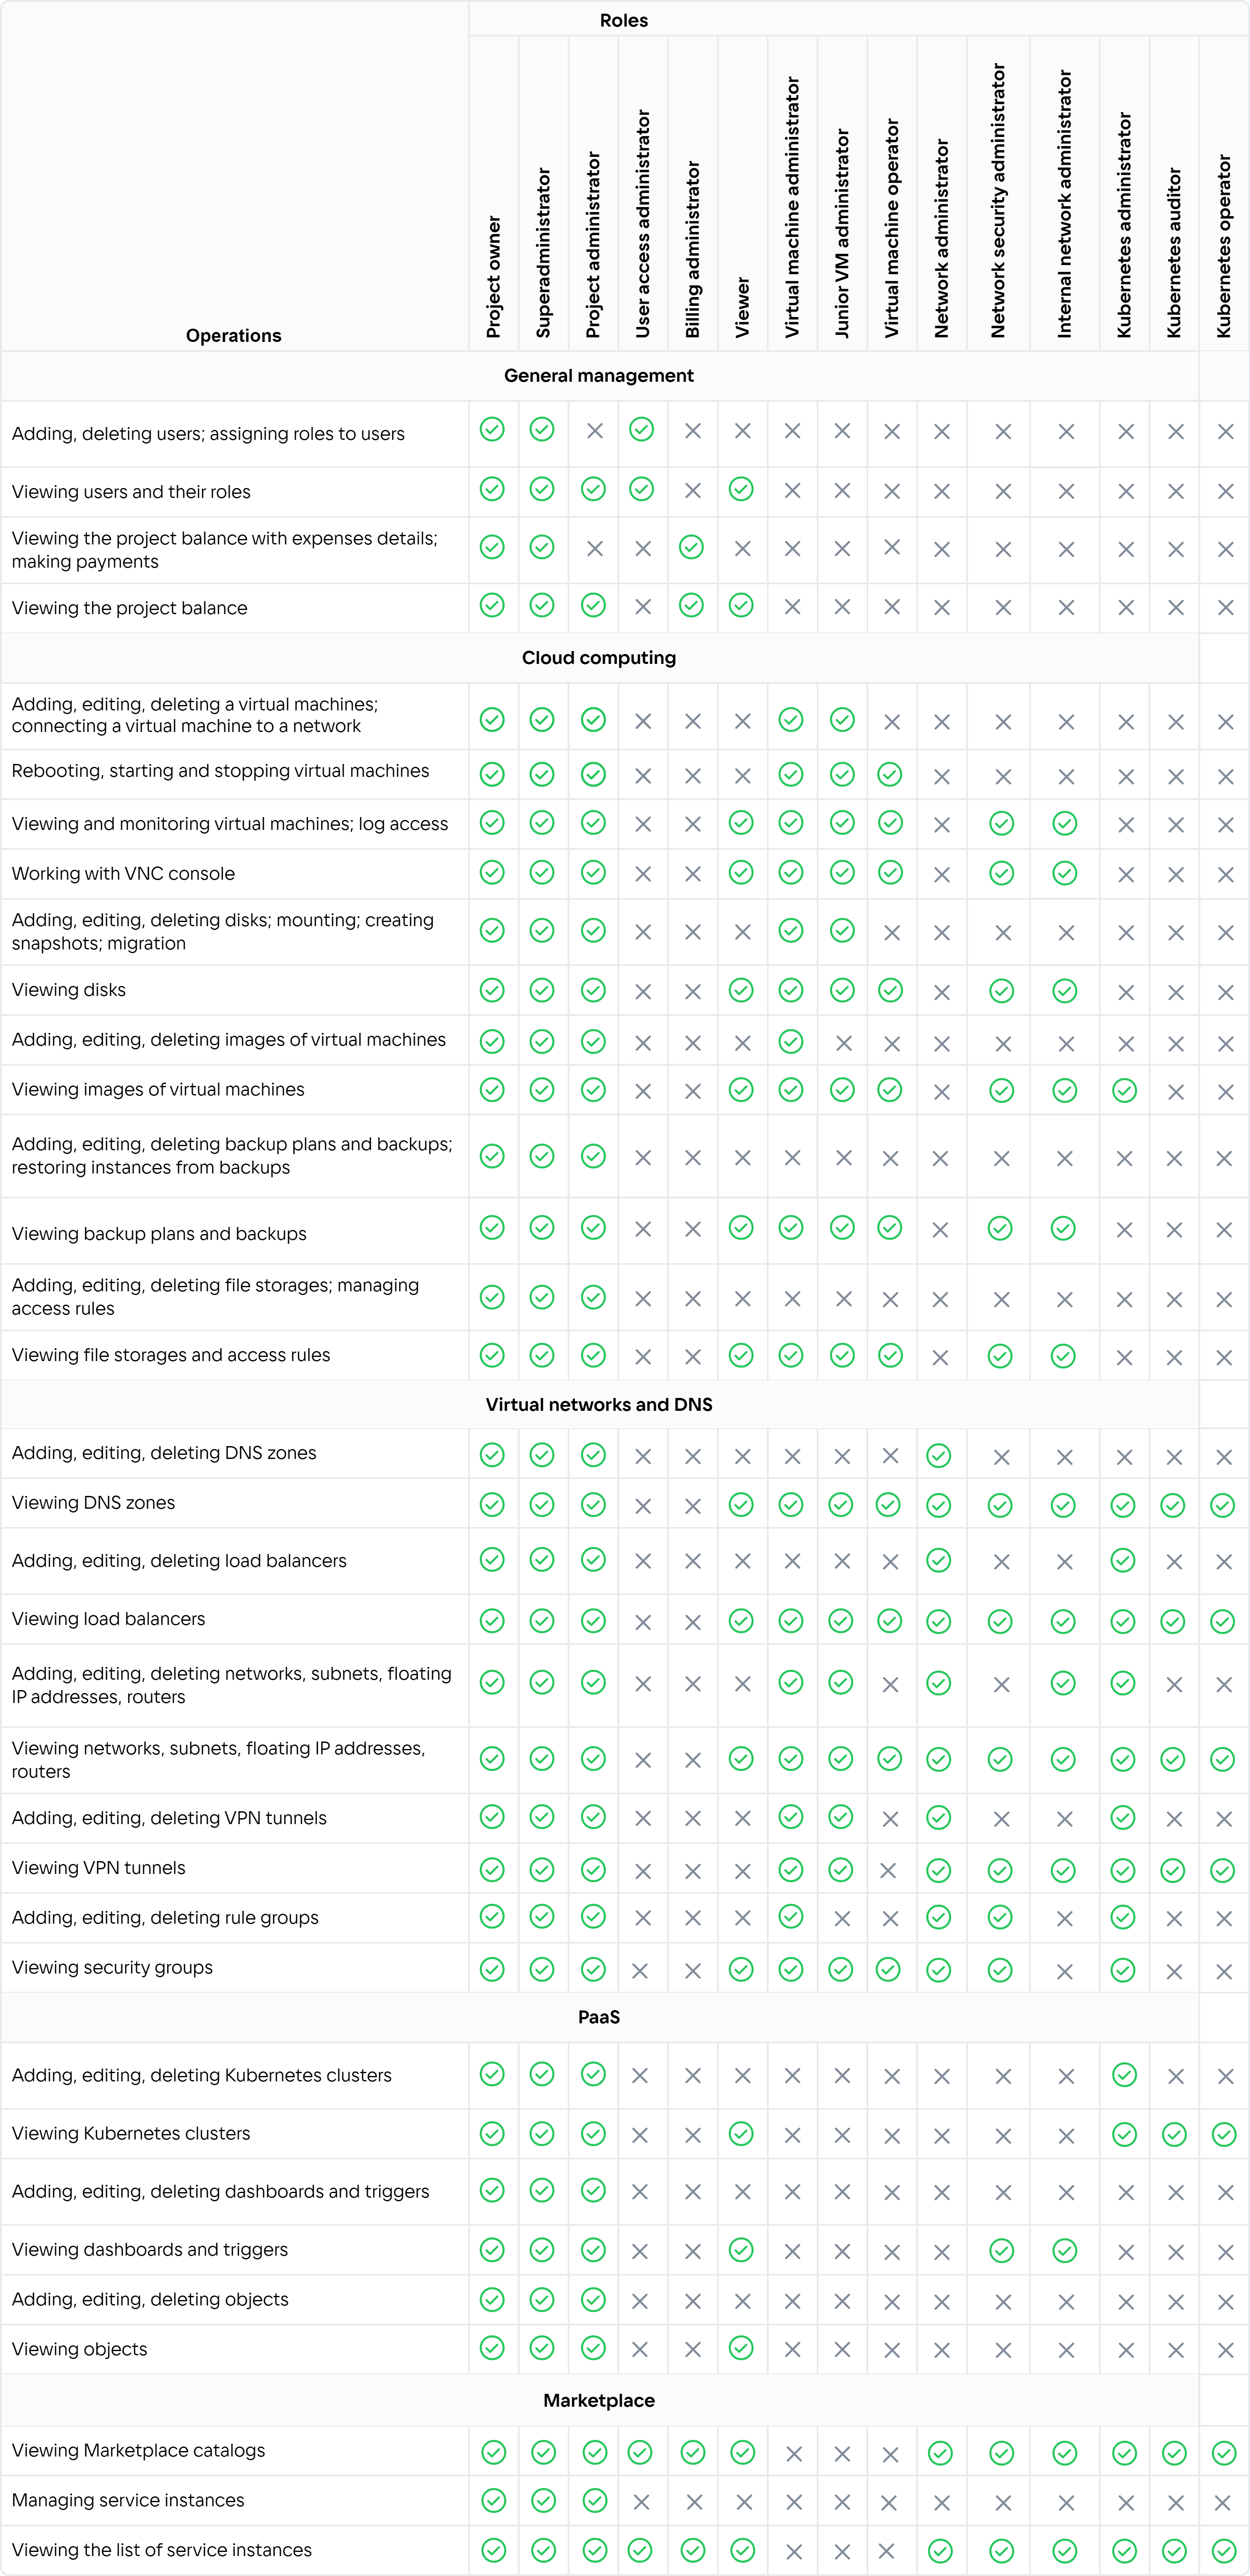 Roles
Operations
Project owner
Superadministrator
Project administrator
User access administrator
Billing administrator
Viewer
Virtual machine administrator
Junior VM administrator
Virtual machine operator
Network administrator
Network security administrator
Internal network administrator
Kubernetes administrator
Kubernetes auditor
Kubernetes operator
General management
Adding, deleting users; assigning roles to users
Viewing users and their roles
Viewing the project balance with expenses details;
making payments
Viewing the project balance
Cloud computing
Adding, editing, deleting a virtual machines;
connecting a virtual machine to a network
Rebooting, starting and stopping virtual machines
Viewing and monitoring virtual machines; log access
Working with VNC console
Adding, editing, deleting disks; mounting; creating
snapshots; migration
Viewing disks
Adding, editing, deleting images of virtual machines
Viewing images of virtual machines
Adding, editing, deleting backup plans and backups;
restoring instances from backups
Viewing backup plans and backups
Adding, editing, deleting file storages; managing
access rules
Viewing file storages and access rules
Virtual networks and DNS
Adding, editing, deleting DNS zones
Viewing DNS zones
Adding, editing, deleting load balancers
Viewing load balancers
Adding, editing, deleting networks, subnets, floating
IP addresses, routers
Viewing networks, subnets, floating IP addresses,
routers
Adding, editing, deleting VPN tunnels
Viewing VPN tunnels
Adding, editing, deleting rule groups
Viewing security groups
PaaS
Adding, editing, deleting Kubernetes clusters
Viewing Kubernetes clusters
Adding, editing, deleting dashboards and triggers
Viewing dashboards and triggers
Adding, editing, deleting objects
Viewing objects
Marketplace
Viewing Marketplace catalogs
Managing service instances
Viewing the list of service instances